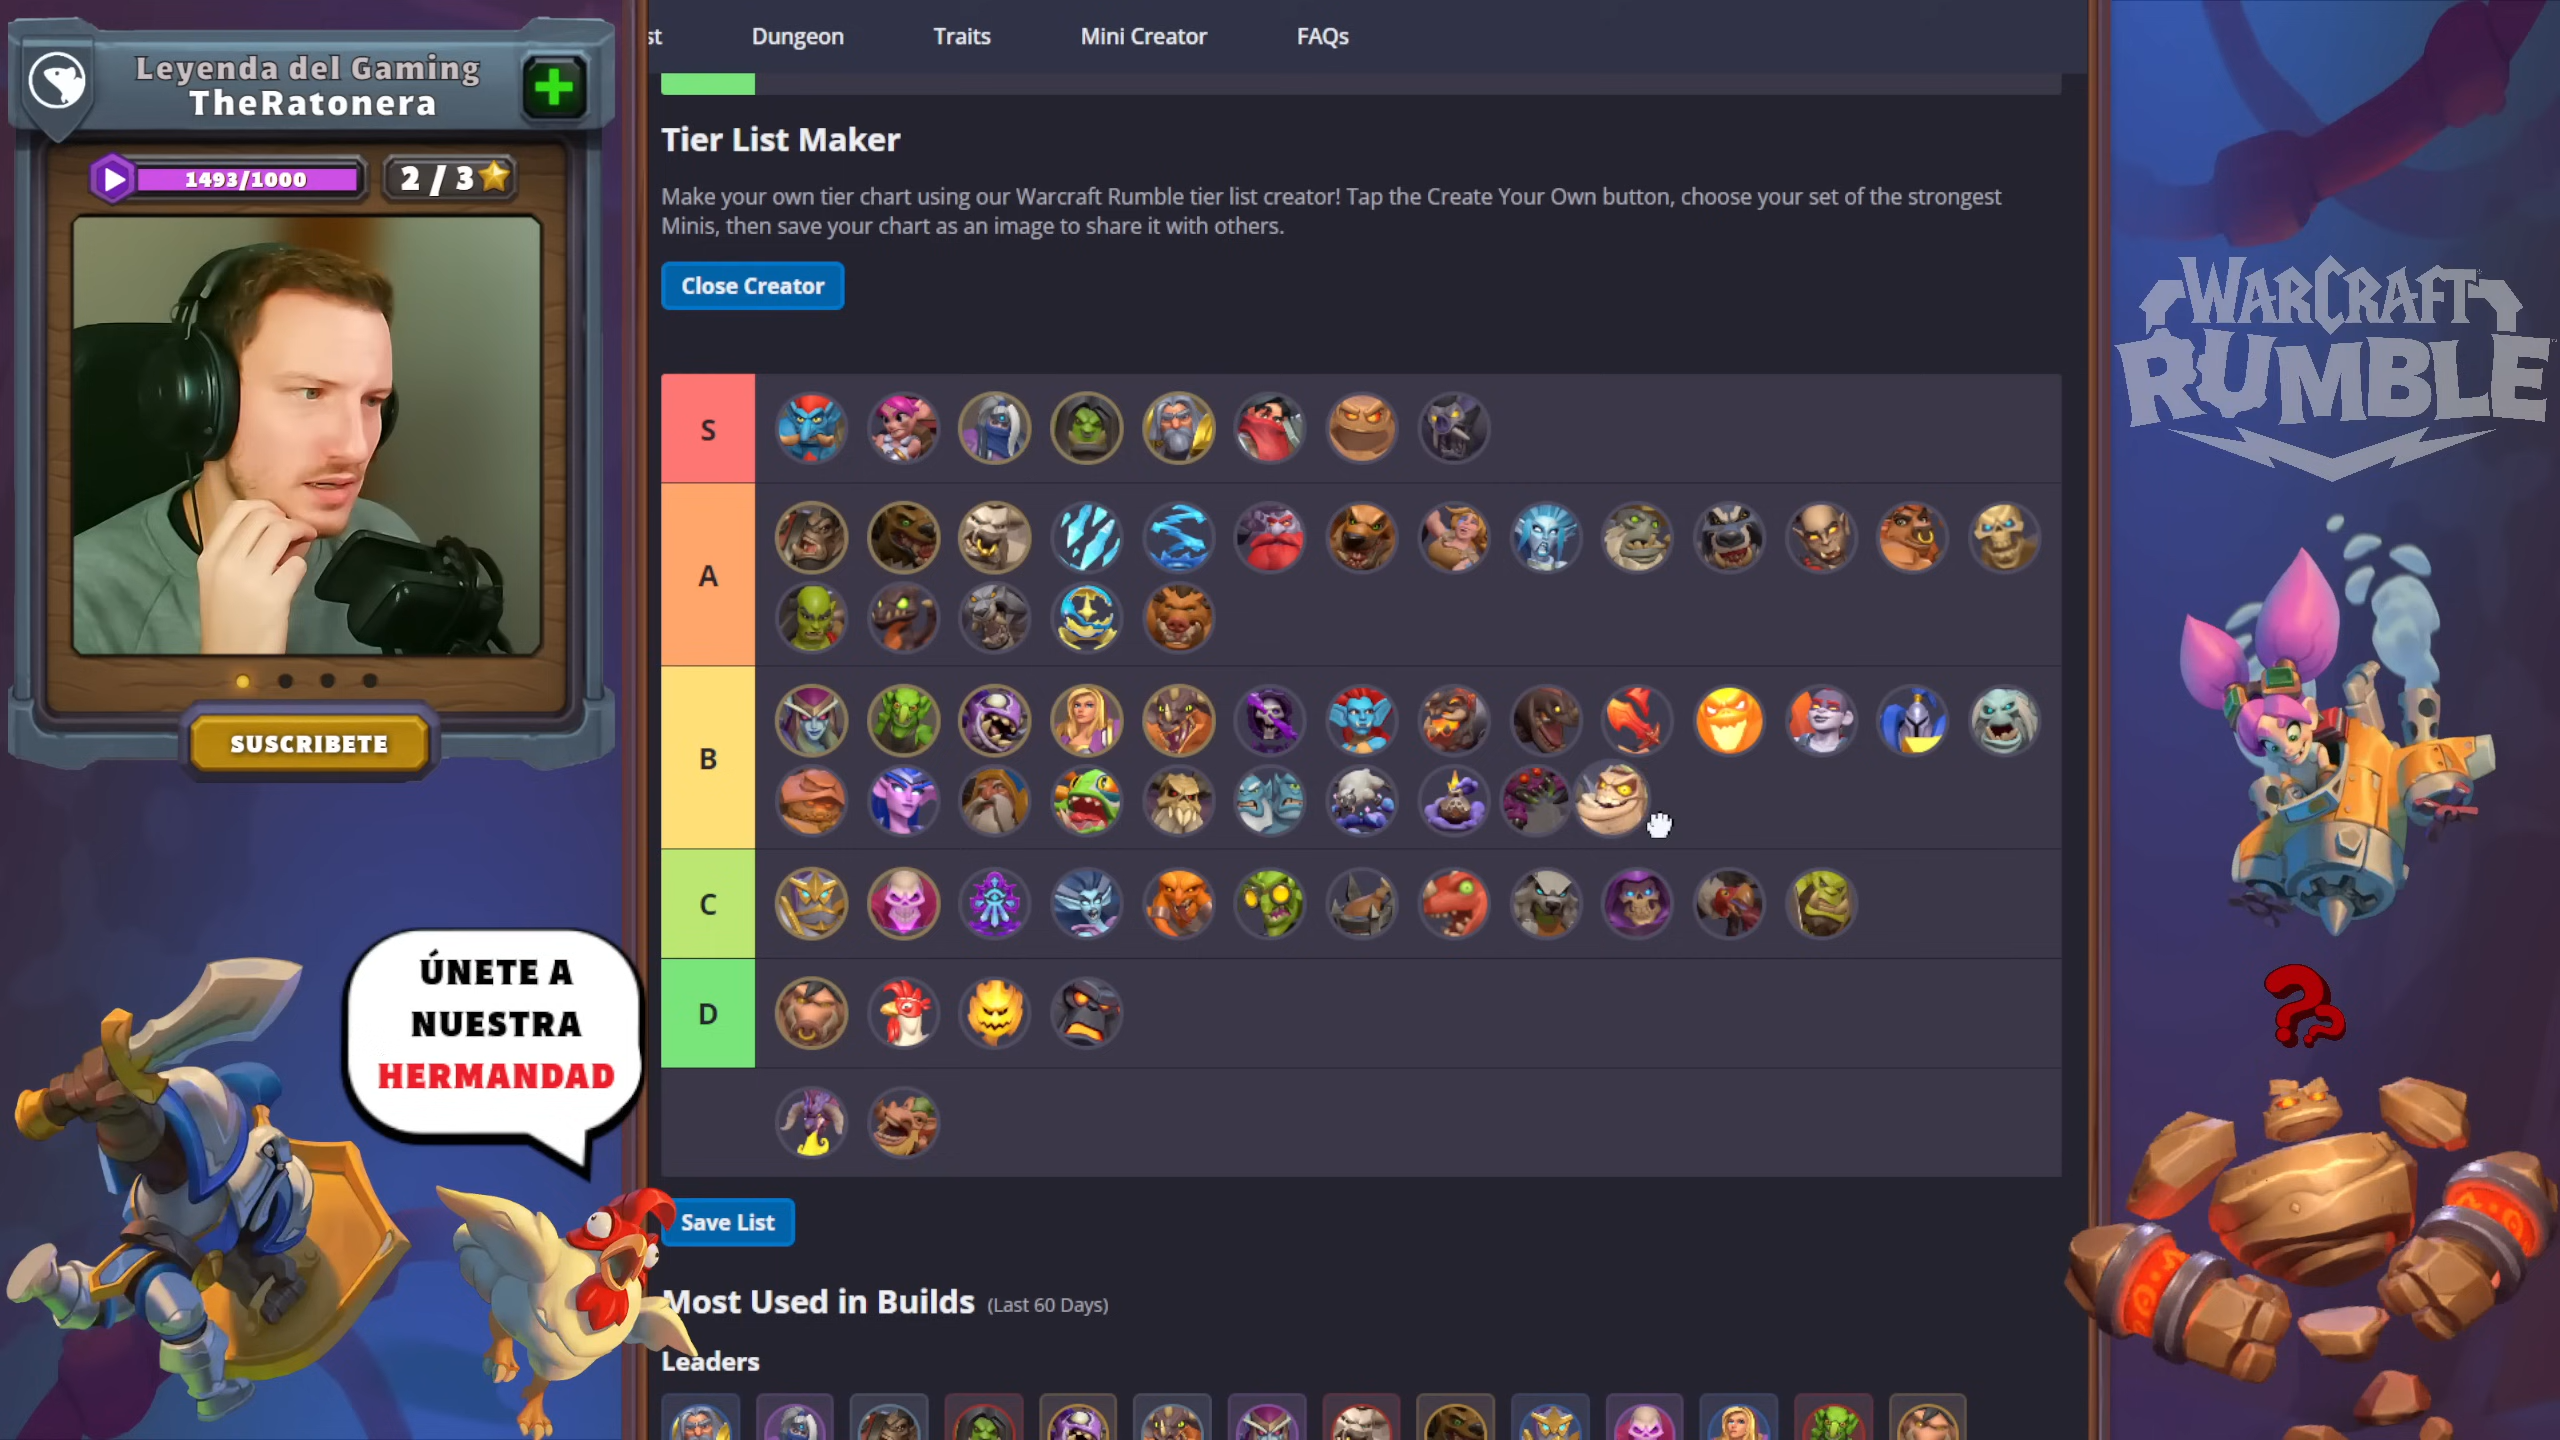 Leyenda del Gaming
TheRatonera
1493/1000
2 / 3
SUSCRIBETE
ÚNETE A
NUESTRA
HERMANDAD
st
Dungeon
Traits
Mini Creator
FAQs
Tier List Maker
Make your own tier chart using our Warcraft Rumble tier list creator! Tap the Create Your Own button, choose your set of the strongest
Minis, then save your chart as an image to share it with others.
Close Creator
S
A
B
C
D
Save List
Most Used in Builds (Last 60 Days)
Leaders
WARCRAFT
RUMBLE
??